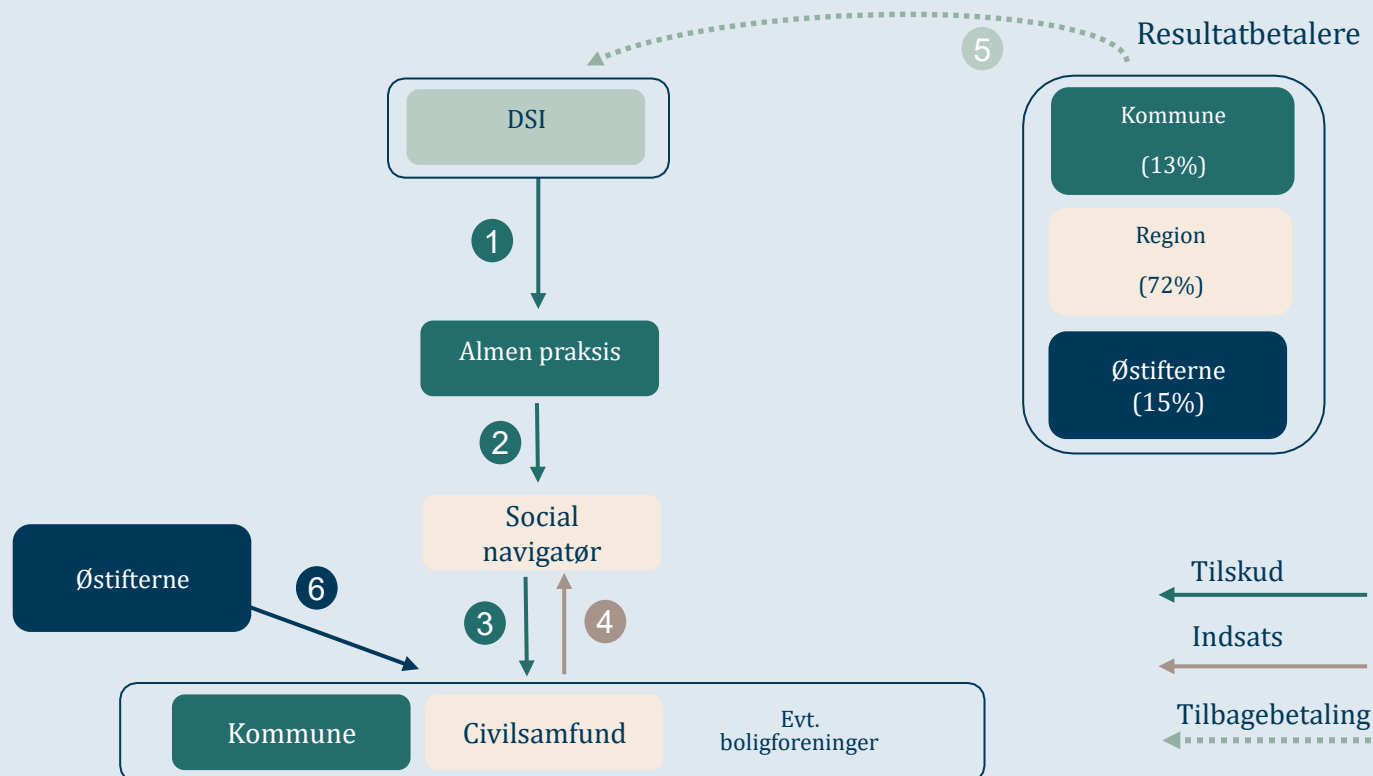 Resultatbetalere
5
DSI
Kommune
(13%)
1
Region
(72%)
Almen praksis
Østifterne
(15%)
2
Social
navigatør
Østifterne
6
3
4
Tilskud
Indsats
Kommune
Civilsamfund
Evt.
boligforeninger
Tilbagebetaling